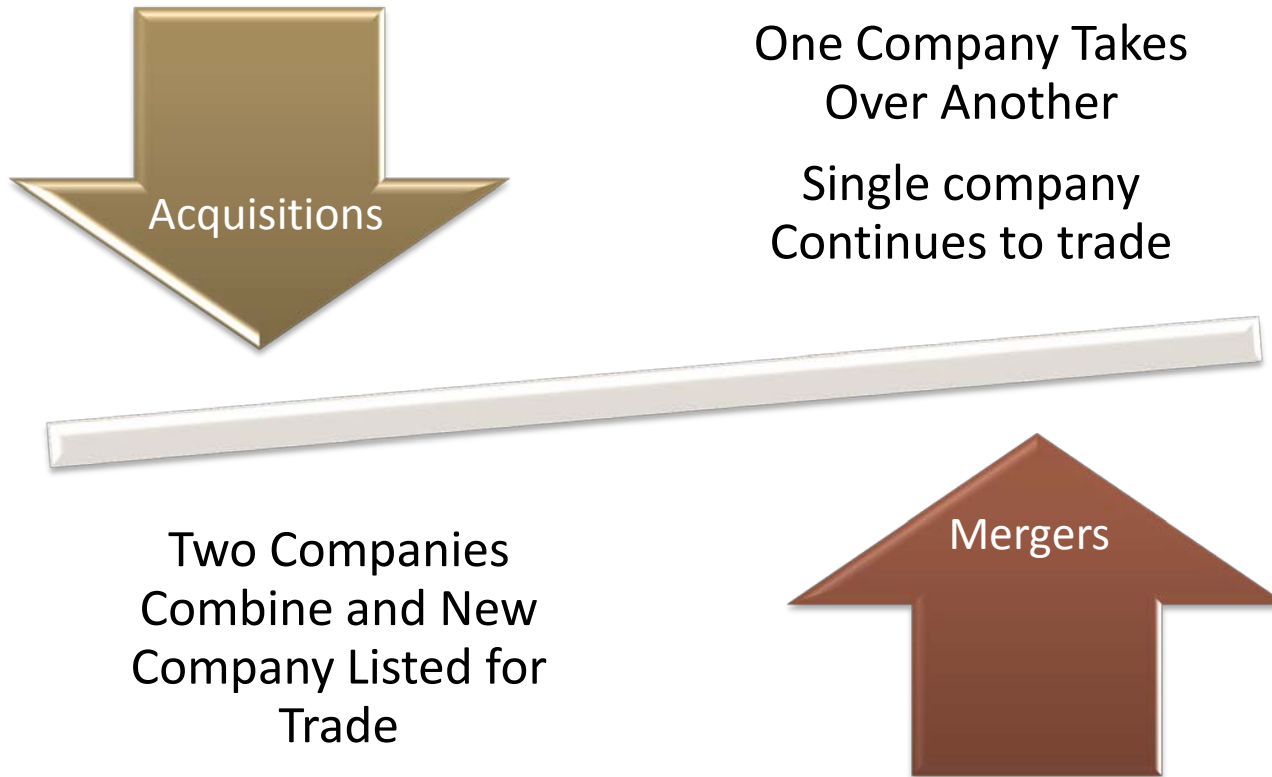 Acquisitions
One Company Takes
Over Another
Single company
Continues to trade
Two Companies
Combine and New
Company Listed for
Trade
Mergers